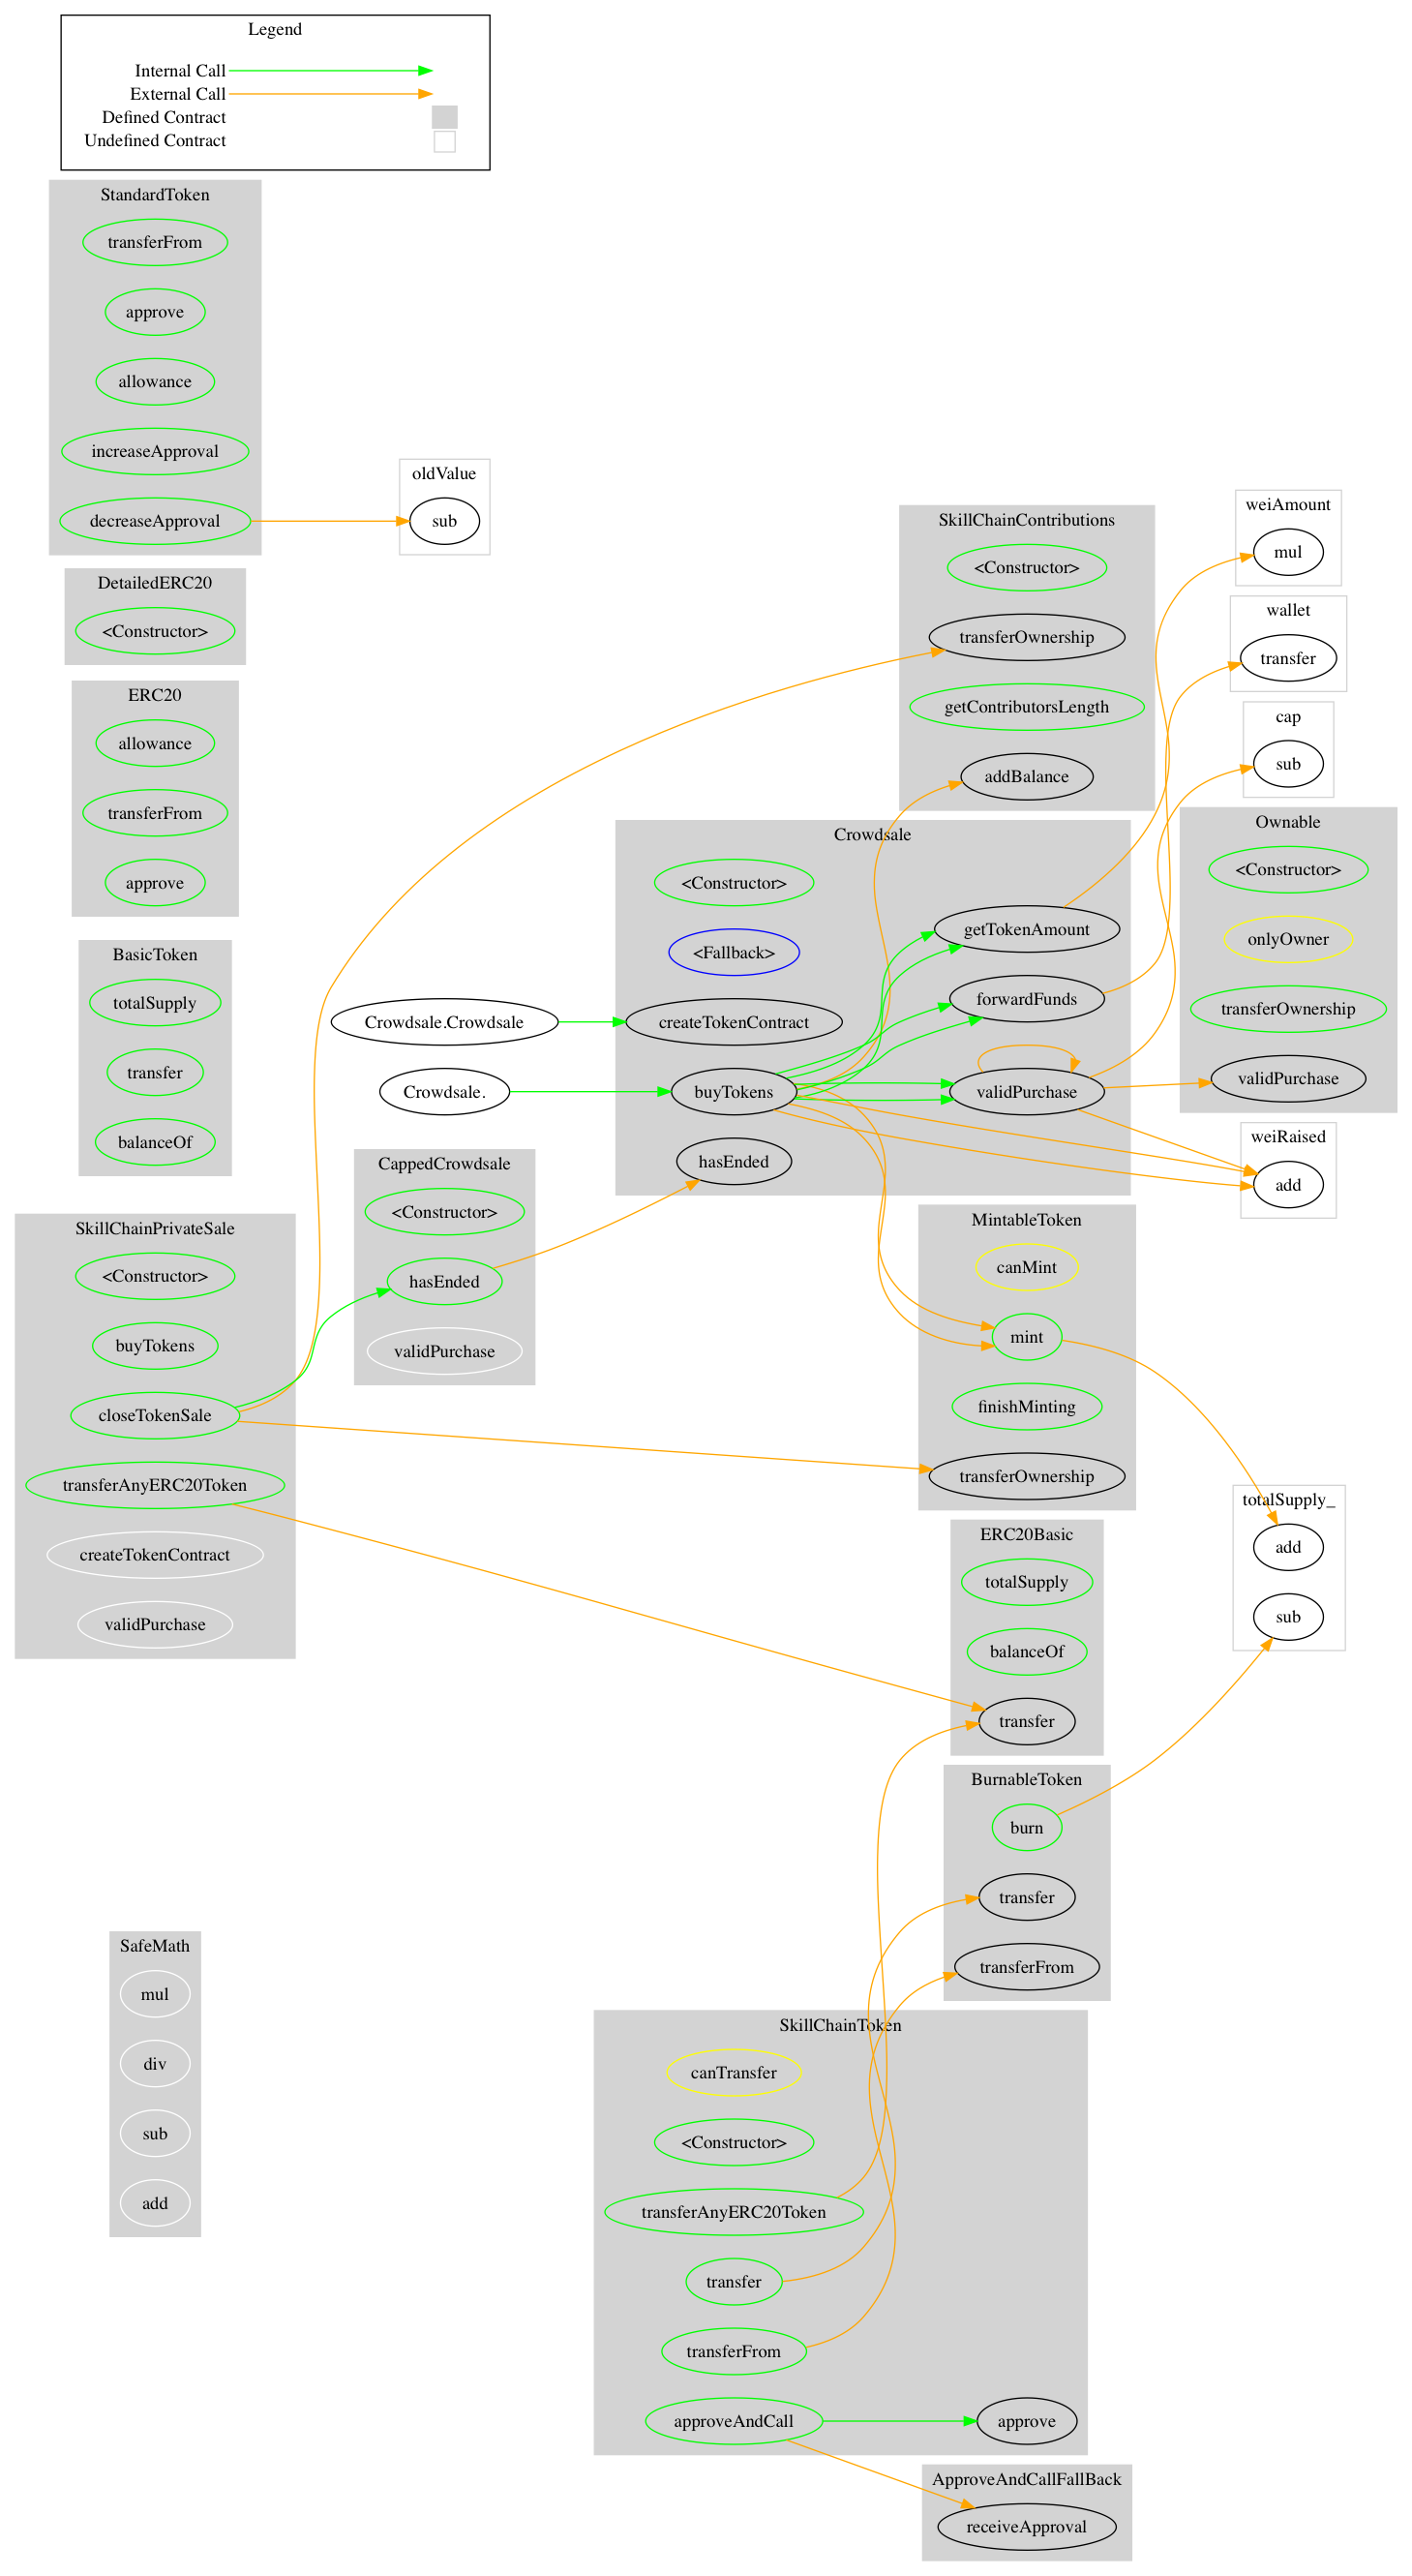 Legend
Internal Call
External Call
Defined Contract
Undefined Contract
StandardToken
transferFrom
approve
allowance
increaseApproval
decreaseApproval
oldValue
sub
DetailedERC20
<Constructor>
ERC20
allowance
transferFrom
approve
BasicToken
totalSupply
transfer
balanceOf
SkillChainPrivateSale
<Constructor>
buyTokens
closeTokenSale
transferAnyERC20Token
createTokenContract
validPurchase
SafeMath
mul
div
sub
add
Crowdsale.Crowdsale
Crowdsale.
CappedCrowdsale
<Constructor>
hasEnded
validPurchase
SkillChainContributions
<Constructor>
transferOwnership
getContributorsLength
addBalance
Crowdsale
<Constructor>
<Fallback>
createTokenContract
buyTokens
hasEnded
getTokenAmount
forwardFunds
validPurchase
MintableToken
canMint
mint
finishMinting
transferOwnership
ERC20Basic
totalSupply
balanceOf
transfer
BurnableToken
burn
transfer
transferFrom
SkillChainToken
canTransfer
<Constructor>
transferAnyERC20Token
transfer
transferFrom
approveAndCall
approve
ApproveAndCallFallBack
receiveApproval
weiAmount
mul
wallet
transfer
cap
sub
Ownable
<Constructor>
onlyOwner
transferOwnership
validPurchase
weiRaised
add
totalSupply_
add
sub